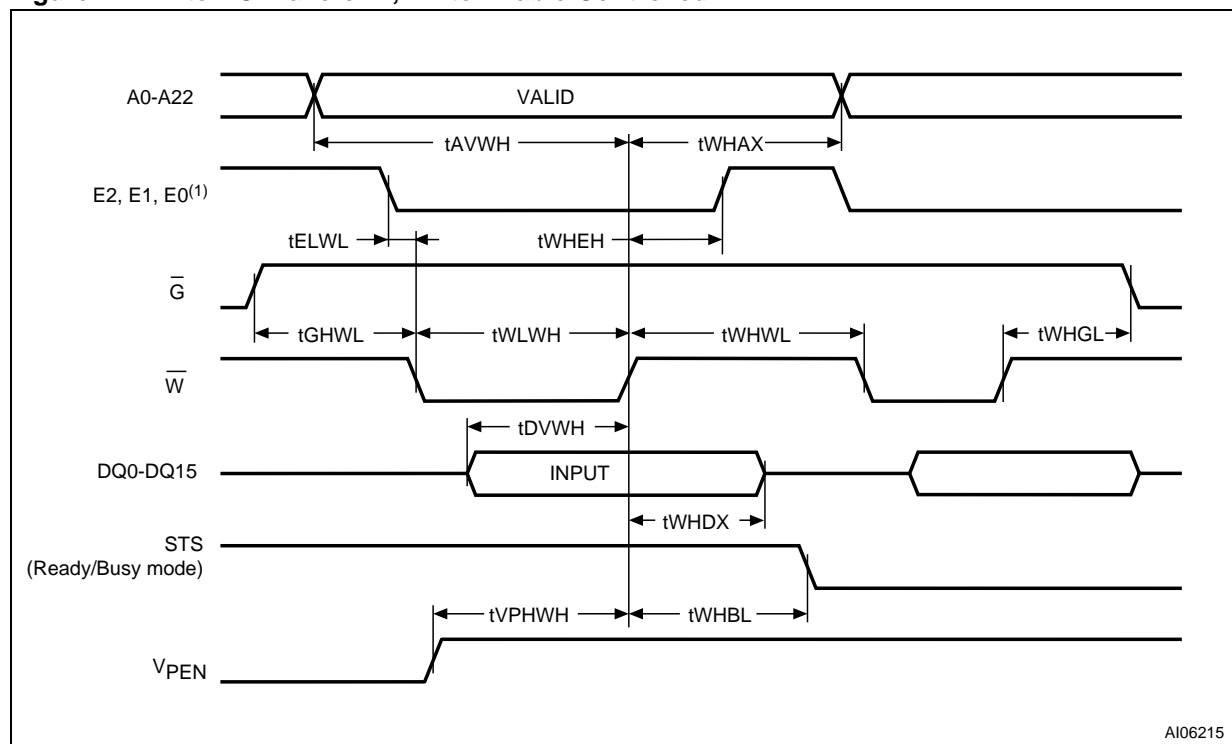 A0-A22
VALID
tAVWH
tWHAX
E2, E1, E0(1)
tELWL
tWHEH
G
tGHWL
tWLWH
tWHWL
tWHGL
W
tDVWH
DQ0-DQ15
INPUT
tWHDX
STS
(Ready/Busy mode)
tVPHWH
tWHBL
VPEN
AI06215